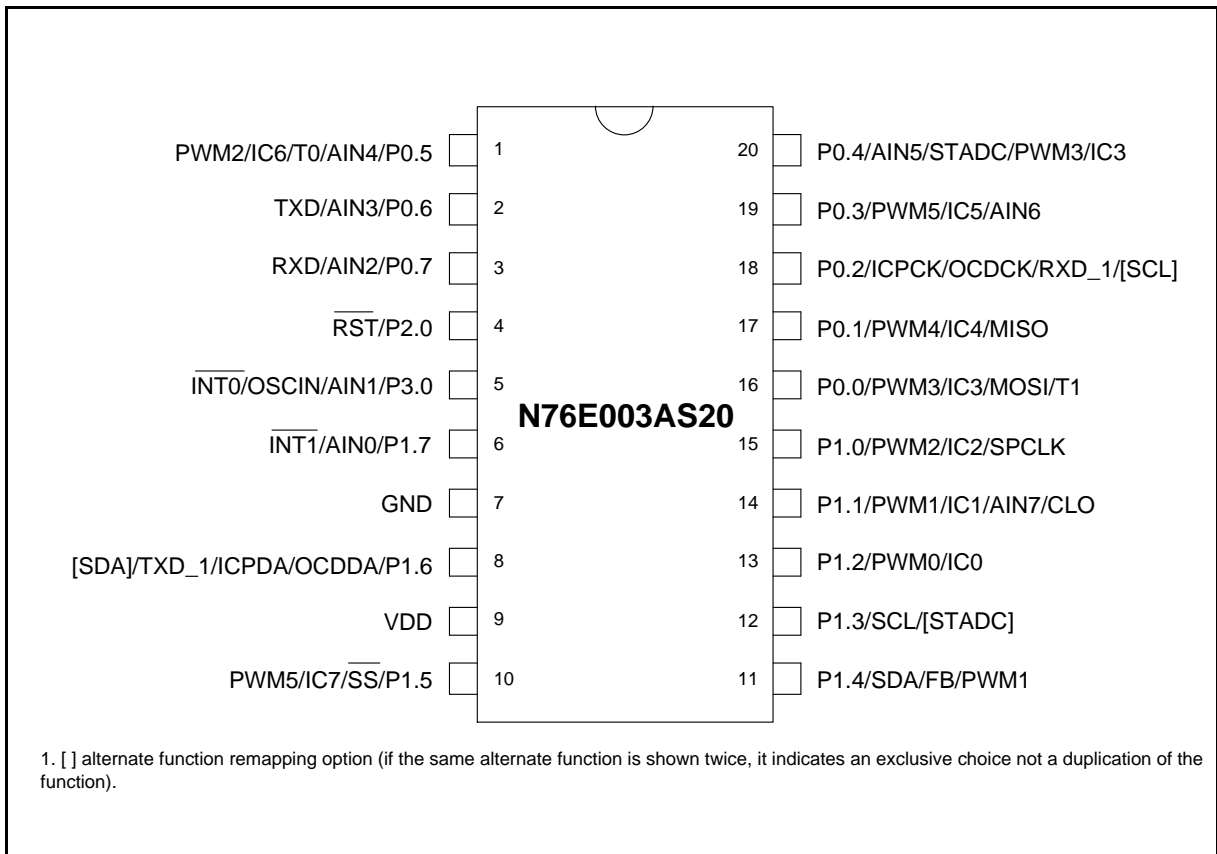 PWM2/IC6/T0/AIN4/P0.5 1 20 P0.4/AIN5/STADC/PWM3/IC3
TXD/AIN3/P0.6 2 19 P0.3/PWM5/IC5/AIN6
RXD/AIN2/P0.7 3 18 P0.2/ICPCK/OCDCK/RXD_1/[SCL]
RST/P2.0 4 17 P0.1/PWM4/IC4/MISO
INT0/OSCIN/AIN1/P3.0 5 16 P0.0/PWM3/IC3/MOSI/T1
N76E003AS20
INT1/AIN0/P1.7 6 15 P1.0/PWM2/IC2/SPCLK
GND 7 14 P1.1/PWM1/IC1/AIN7/CLO
[SDA]/TXD_1/ICPDA/OCDDA/P1.6 8 13 P1.2/PWM0/IC0
VDD 9 12 P1.3/SCL/[STADC]
PWM5/IC7/SS/P1.5 10 11 P1.4/SDA/FB/PWM1
1. [ ] alternate function remapping option (if the same alternate function is shown twice, it indicates an exclusive choice not a duplication of the
function).